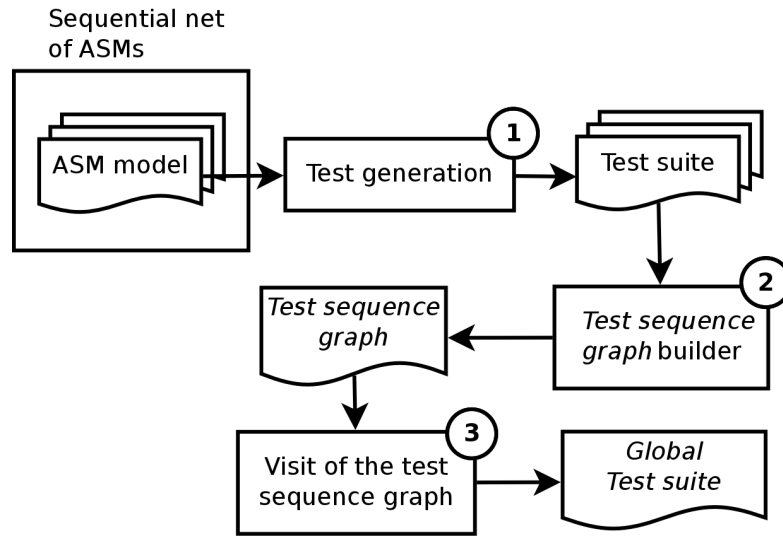 Sequential net
of ASMs
ASM model
Test generation
1
Test suite
2
Test sequence
graph builder
Test sequence
graph
3
Visit of the test
sequence graph
Global
Test suite